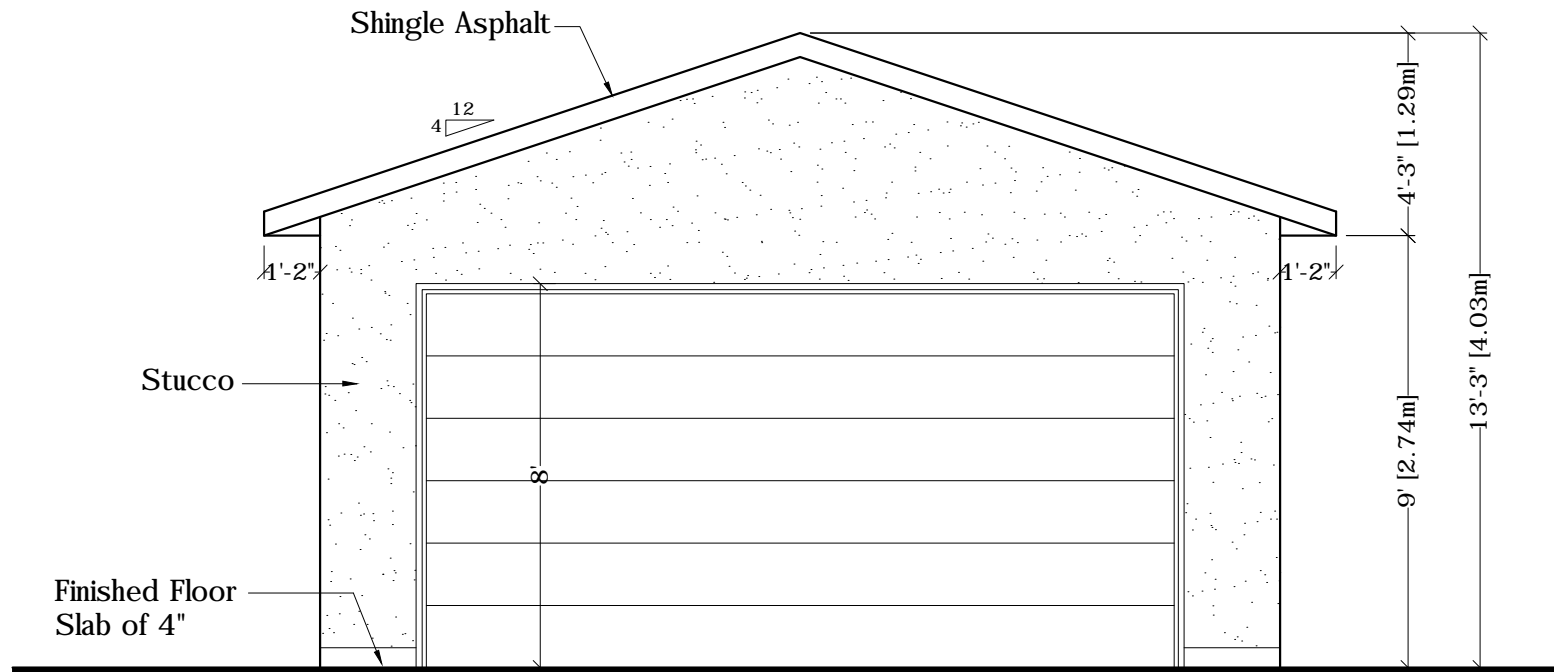 Shingle Asphalt
12
4
4'-3" [1.29m]
1'-2"
1'-2"
13'-3" [4.03m]
Stucco
9' [2.74m]
8'
Finished Floor
Slab of 4"